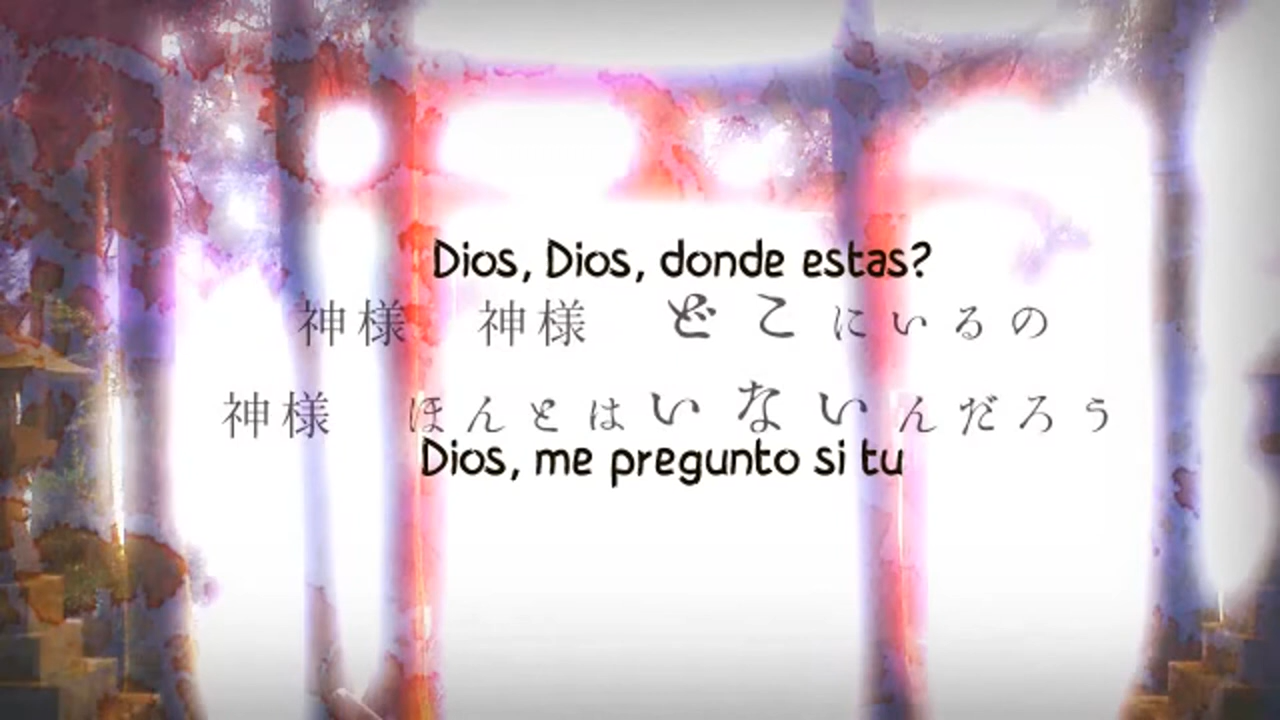 Dios, Dios, donde estas?
神様 神様 どこにいるの
神様 ほんとはいないんだろう
Dios, me pregunto si tu